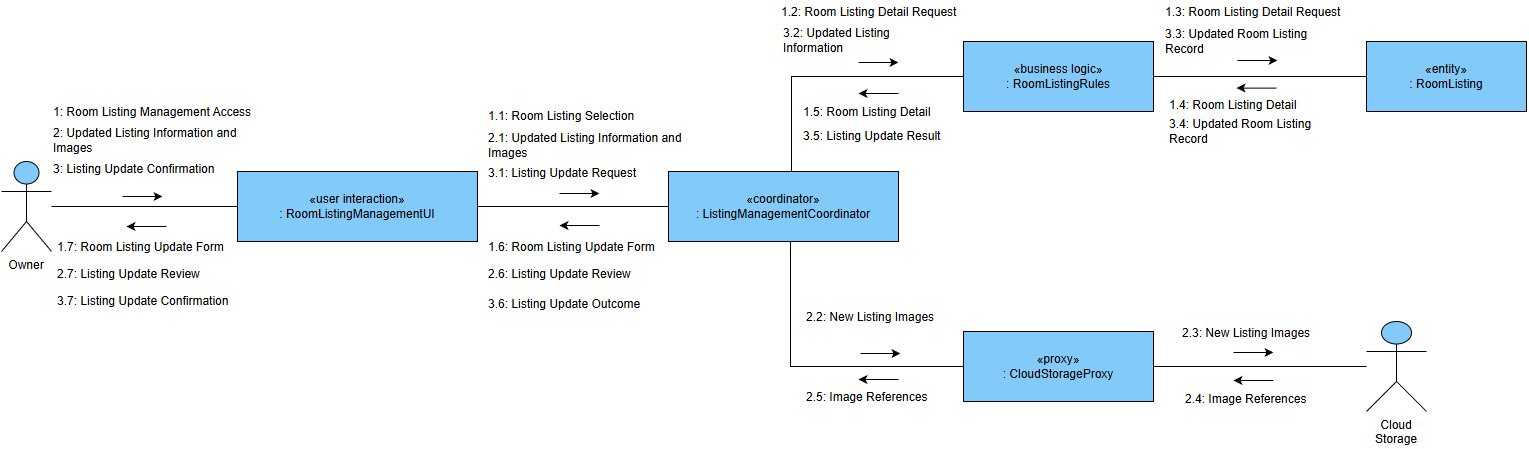 1.2: Room Listing Detail Request
3.2: Updated Listing
Information
1.3: Room Listing Detail Request
3.3: Updated Room Listing
Record
«business logic»
: RoomListingRules
«entity»
: RoomListing
1.5: Room Listing Detail
3.5: Listing Update Result
1.4: Room Listing Detail
3.4: Updated Room Listing
Record
1: Room Listing Management Access
2: Updated Listing Information and
Images
3: Listing Update Confirmation
1.1: Room Listing Selection
2.1: Updated Listing Information and
Images
3.1: Listing Update Request
«user interaction»
: RoomListingManagementUI
«coordinator»
: ListingManagementCoordinator
Owner
1.7: Room Listing Update Form
2.7: Listing Update Review
3.7: Listing Update Confirmation
1.6: Room Listing Update Form
2.6: Listing Update Review
3.6: Listing Update Outcome
2.2: New Listing Images
2.3: New Listing Images
«proxy»
: CloudStorageProxy
2.5: Image References
2.4: Image References
Cloud
Storage